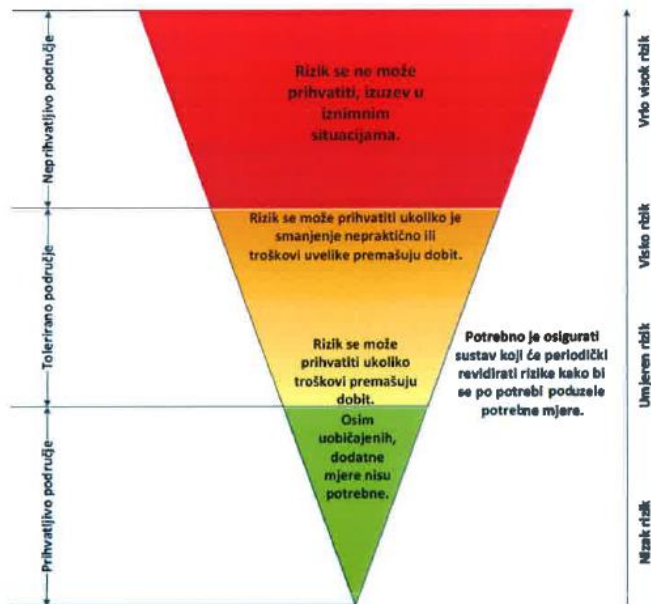 Neprihvatljivo područje
Tolerirano područje
Prihvatljivo područje
Rizik se ne može
prihvatiti, izuzev u
iznimnim
situacijama.
Rizik se može prihvatiti ukoliko je
smanjenje nepraktično ili
troškovi uvelike premašuju dobit.
Rizik se može
prihvatiti ukoliko
troškovi premašuju
dobit.
Osim
uobičajenih,
dodatne
mjere nisu
potrebne.
Potrebno je osigurati
sustav koji će periodički
revidirati rizike kako bi
se po potrebi poduzele
potrebne mjere.
Vrlo visok rizik
Visko rizik
Umjeren rizik
Nizak rizik